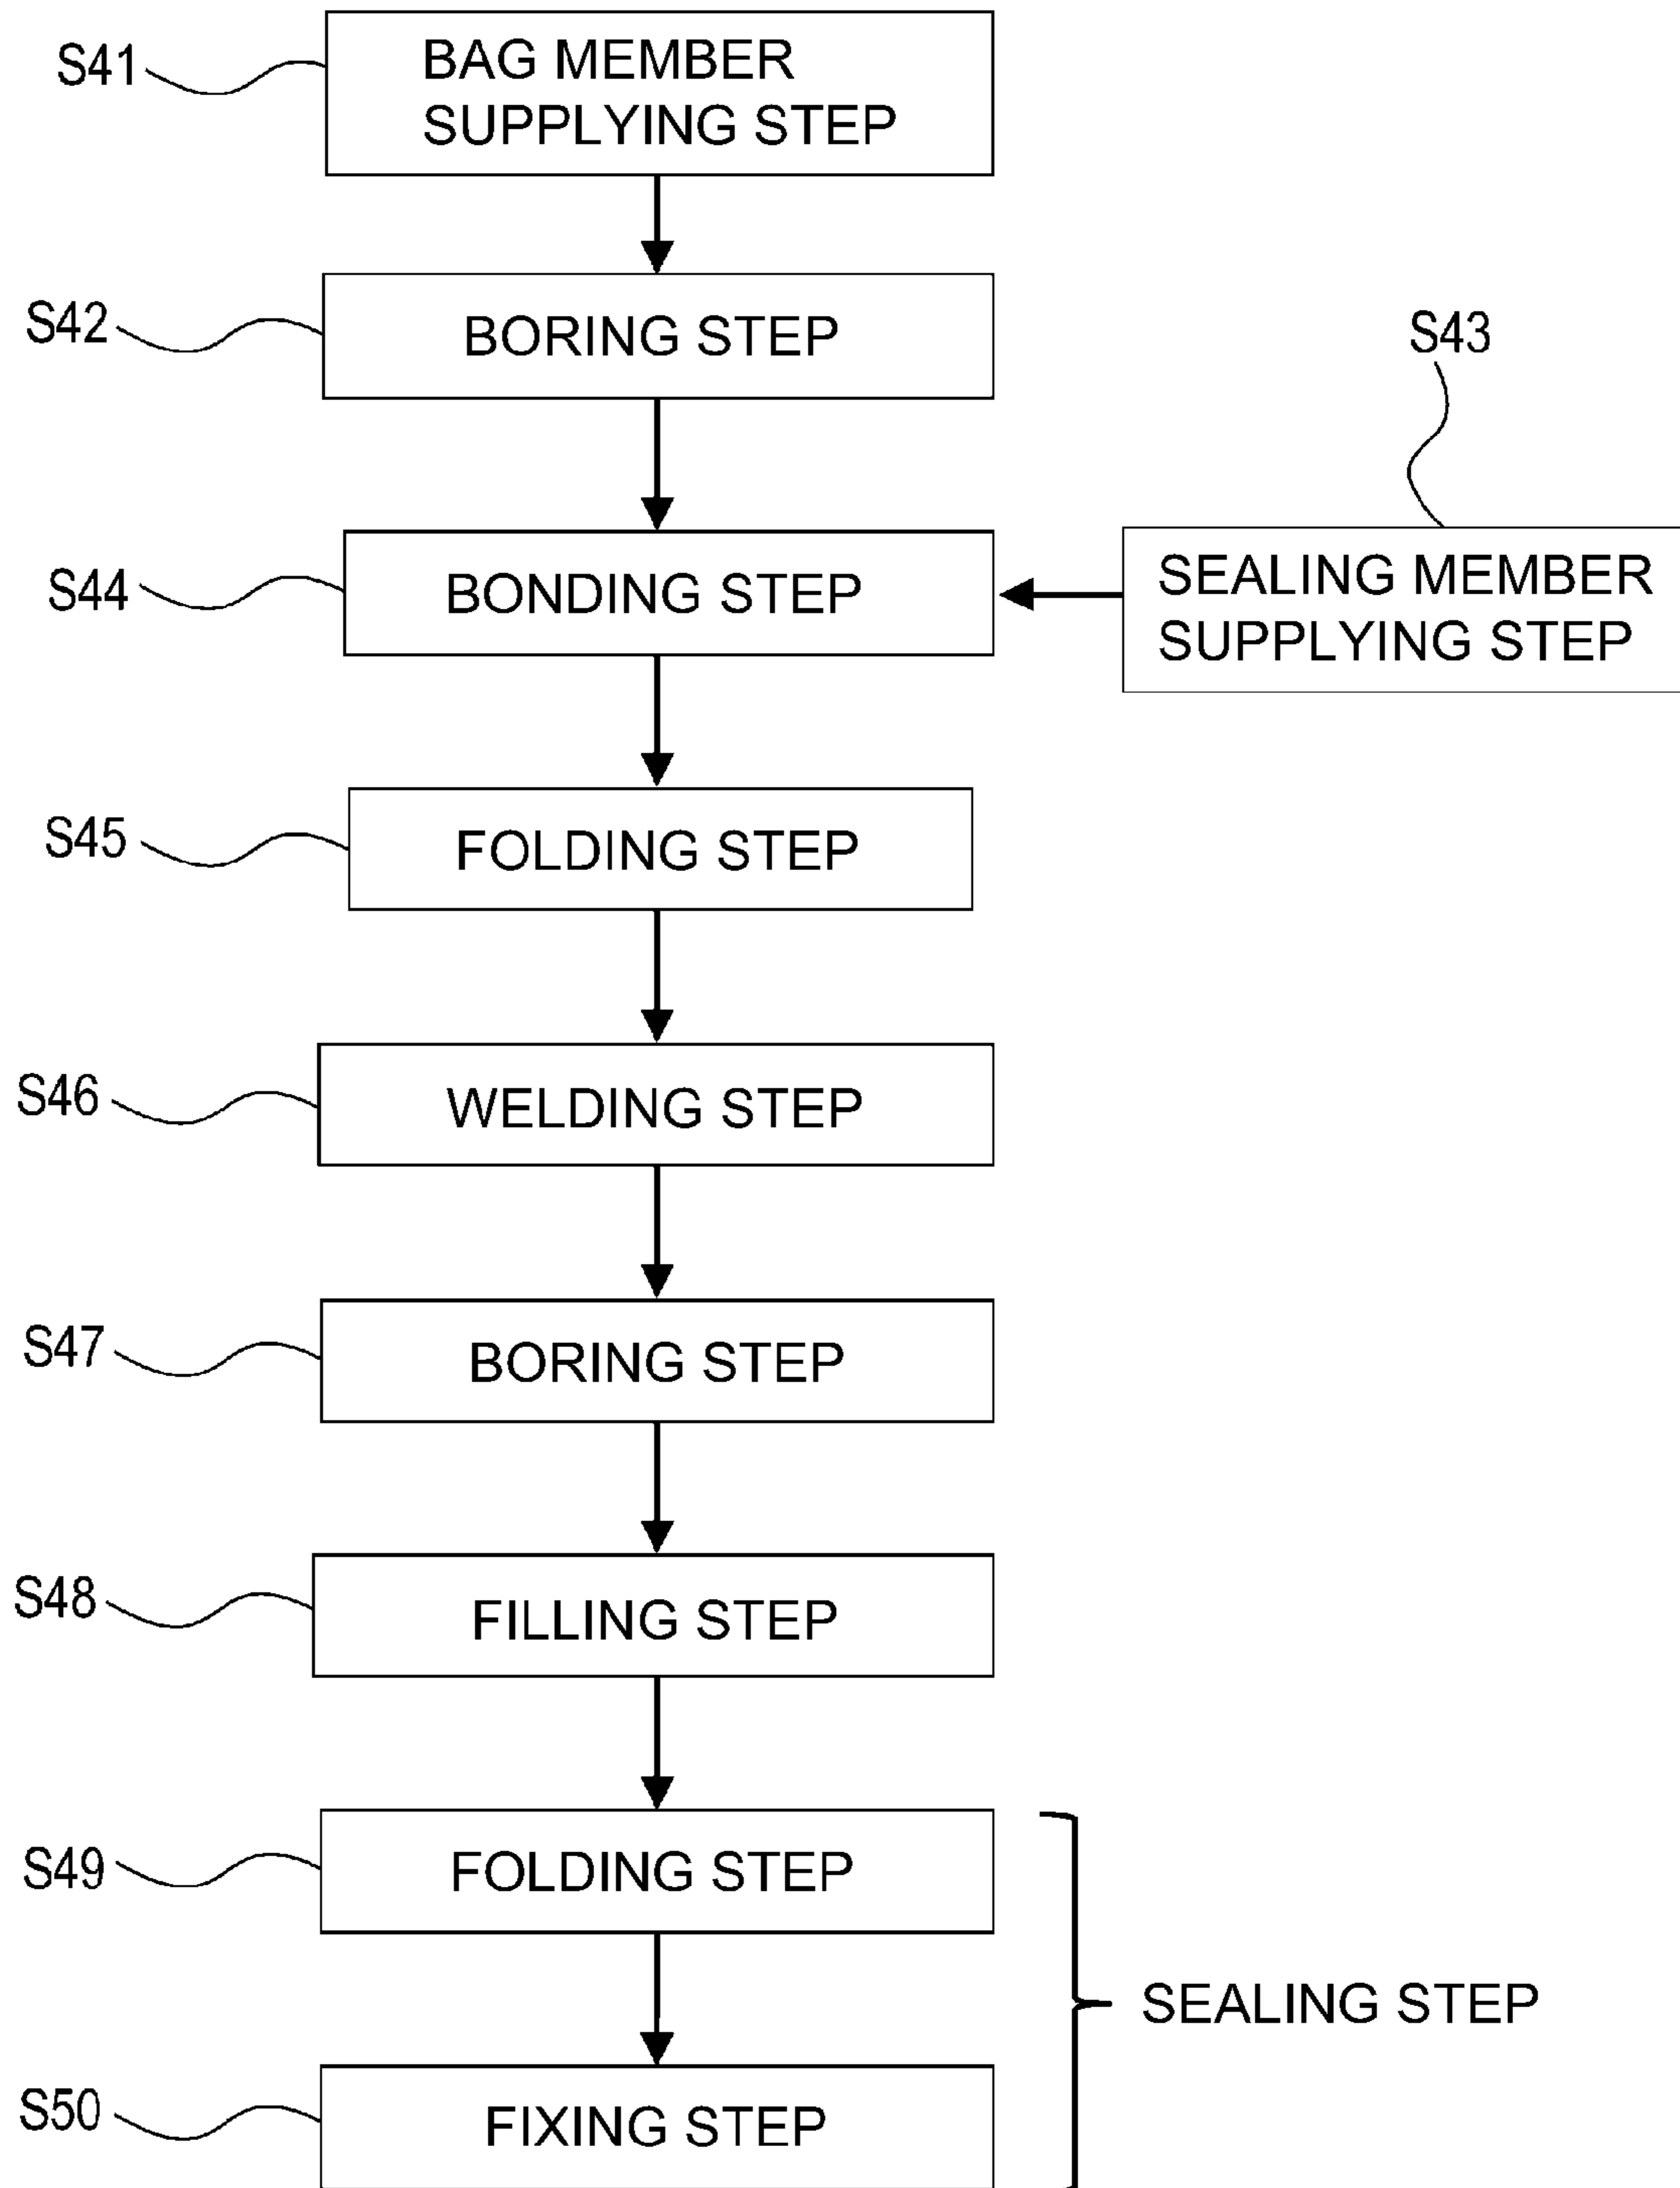 S41
BAG MEMBER
SUPPLYING STEP
S42
BORING STEP
S43
S44
BONDING STEP
SEALING MEMBER
SUPPLYING STEP
S45
FOLDING STEP
S46
WELDING STEP
S47
BORING STEP
S48
FILLING STEP
S49
FOLDING STEP
SEALING STEP
S50
FIXING STEP